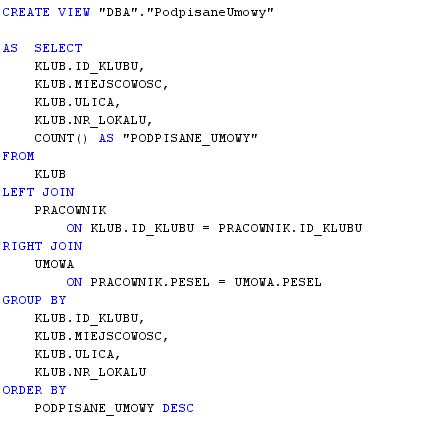 CREATE VIEW "DBA"."PodpisaneUmowy"
AS SELECT
KLUB.ID_KLUBU,
KLUB.MIEJSCOWOSC,
KLUB.ULICA,
KLUB.NR_LOKALU,
COUNT() AS "PODPISANE_UMOWY"
FROM
KLUB
LEFT JOIN
PRACOWNIK
ON KLUB.ID_KLUBU = PRACOWNIK.ID_KLUBU
RIGHT JOIN
UMOWA
ON PRACOWNIK.PESEL = UMOWA.PESEL
GROUP BY
KLUB.ID_KLUBU,
KLUB.MIEJSCOWOSC,
KLUB.ULICA,
KLUB.NR_LOKALU
ORDER BY
PODPISANE_UMOWY DESC